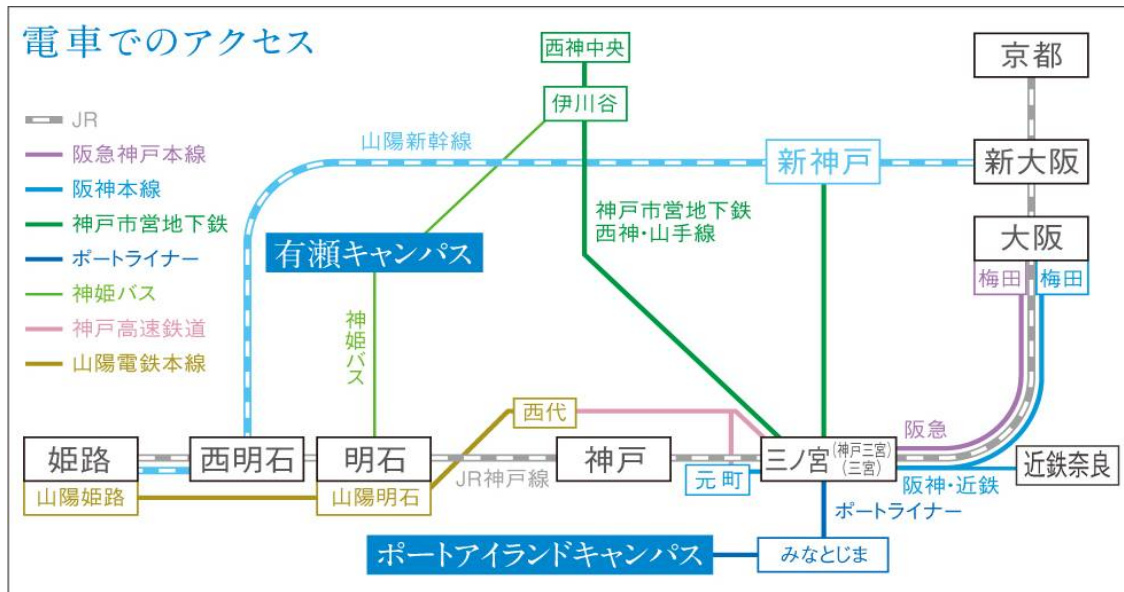 電車でのアクセス
JR
阪急神戸本線
阪神本線
神戸市営地下鉄
ポートライナー
神姫バス
神戸高速鉄道
山陽電鉄本線
西神中央
伊川谷
京都
山陽新幹線
新神戸
新大阪
神戸市営地下鉄
西神・山手線
大阪
梅田
梅田
有瀬キャンパス
神姫バス
西代
阪急
姫路
西明石
明石
JR神戸線
神戸
三ノ宮
(神戸三宮)
(三宮)
近鉄奈良
山陽姫路
山陽明石
元町
阪神・近鉄
ポートライナー
ポートアイランドキャンパス
みなとじま